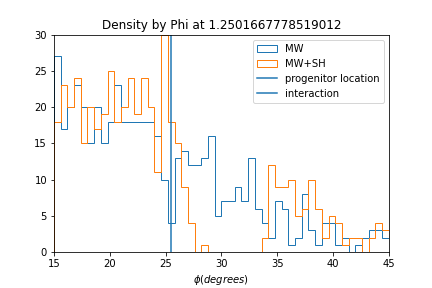 Density by Phi at 1.2501667778519012
30
25
20
15
10
5
0
MW
MW+SH
progenitor location
interaction
15 20 25 30 35 40 45
ϕ(degrees)